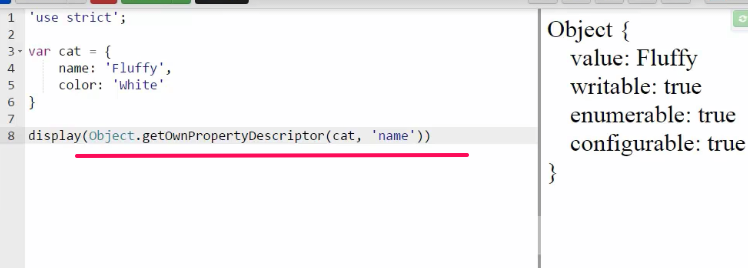 1 'use strict';
2
3 var cat = {
4 name: 'Fluffy',
5 color: 'White'
6 }
7
8 display(Object.getOwnPropertyDescriptor(cat, 'name'))
Object {
value: Fluffy
writable: true
enumerable: true
configurable: true
}